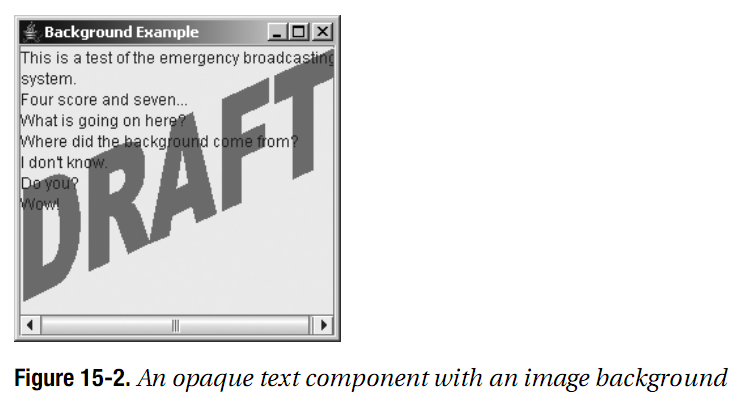 Background Example
This is a test of the emergency broadcasting
system.
Four score and seven...
What is going on here?
Where did the background come from?
I don't know.
Do you?
Wow!
DRAFT
Figure 15-2. An opaque text component with an image background